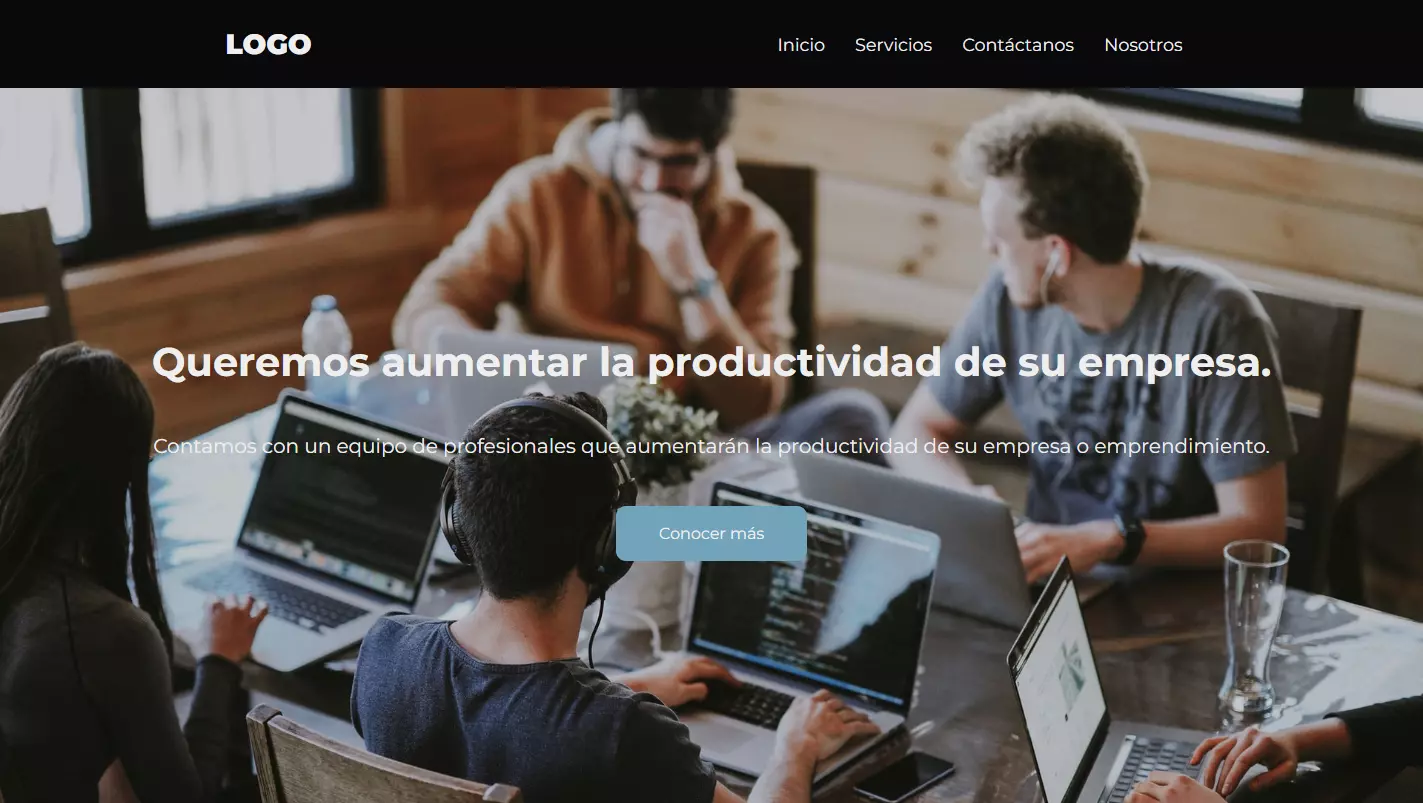 LOGO
Inicio Servicios Contáctanos Nosotros
Queremos aumentar la productividad de su empresa.
Contamos con un equipo de profesionales que aumentarán la productividad de su empresa o emprendimiento.
Conocer más